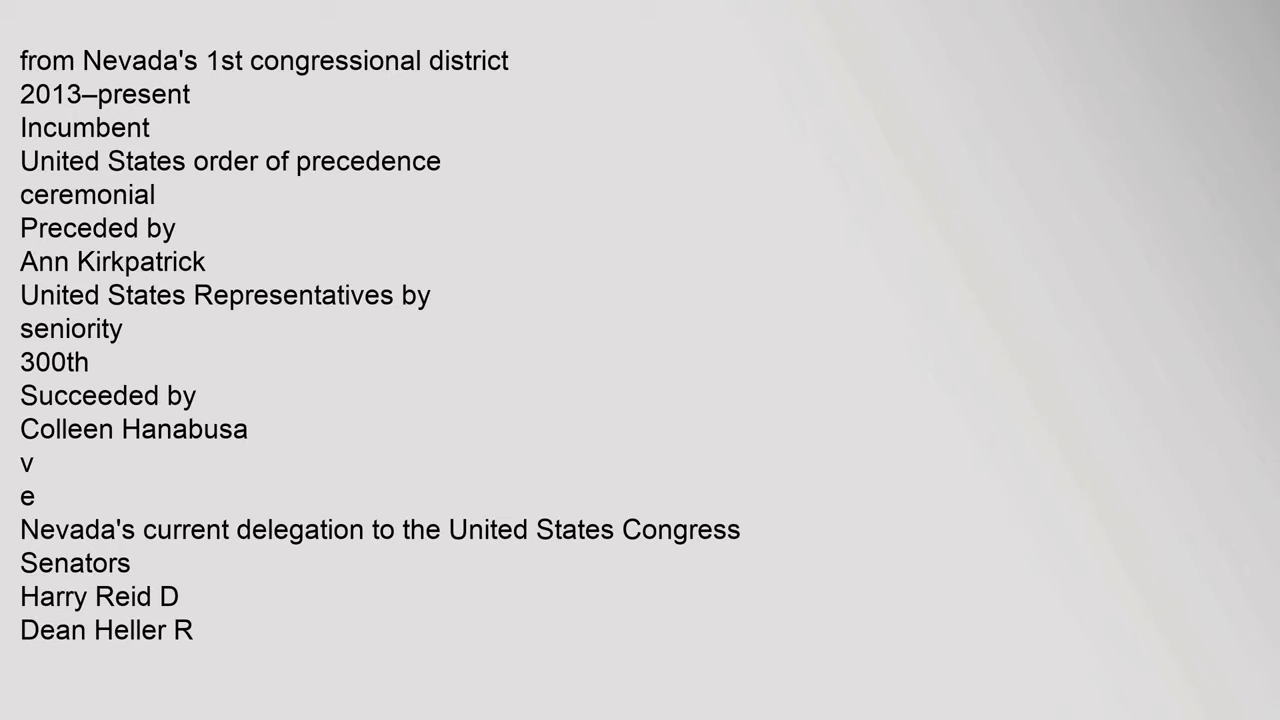 from Nevada's 1st congressional district
2013–present
Incumbent
United States order of precedence
ceremonial
Preceded by
Ann Kirkpatrick
United States Representatives by
seniority
300th
Succeeded by
Colleen Hanabusa
v
e
Nevada's current delegation to the United States Congress
Senators
Harry Reid D
Dean Heller R